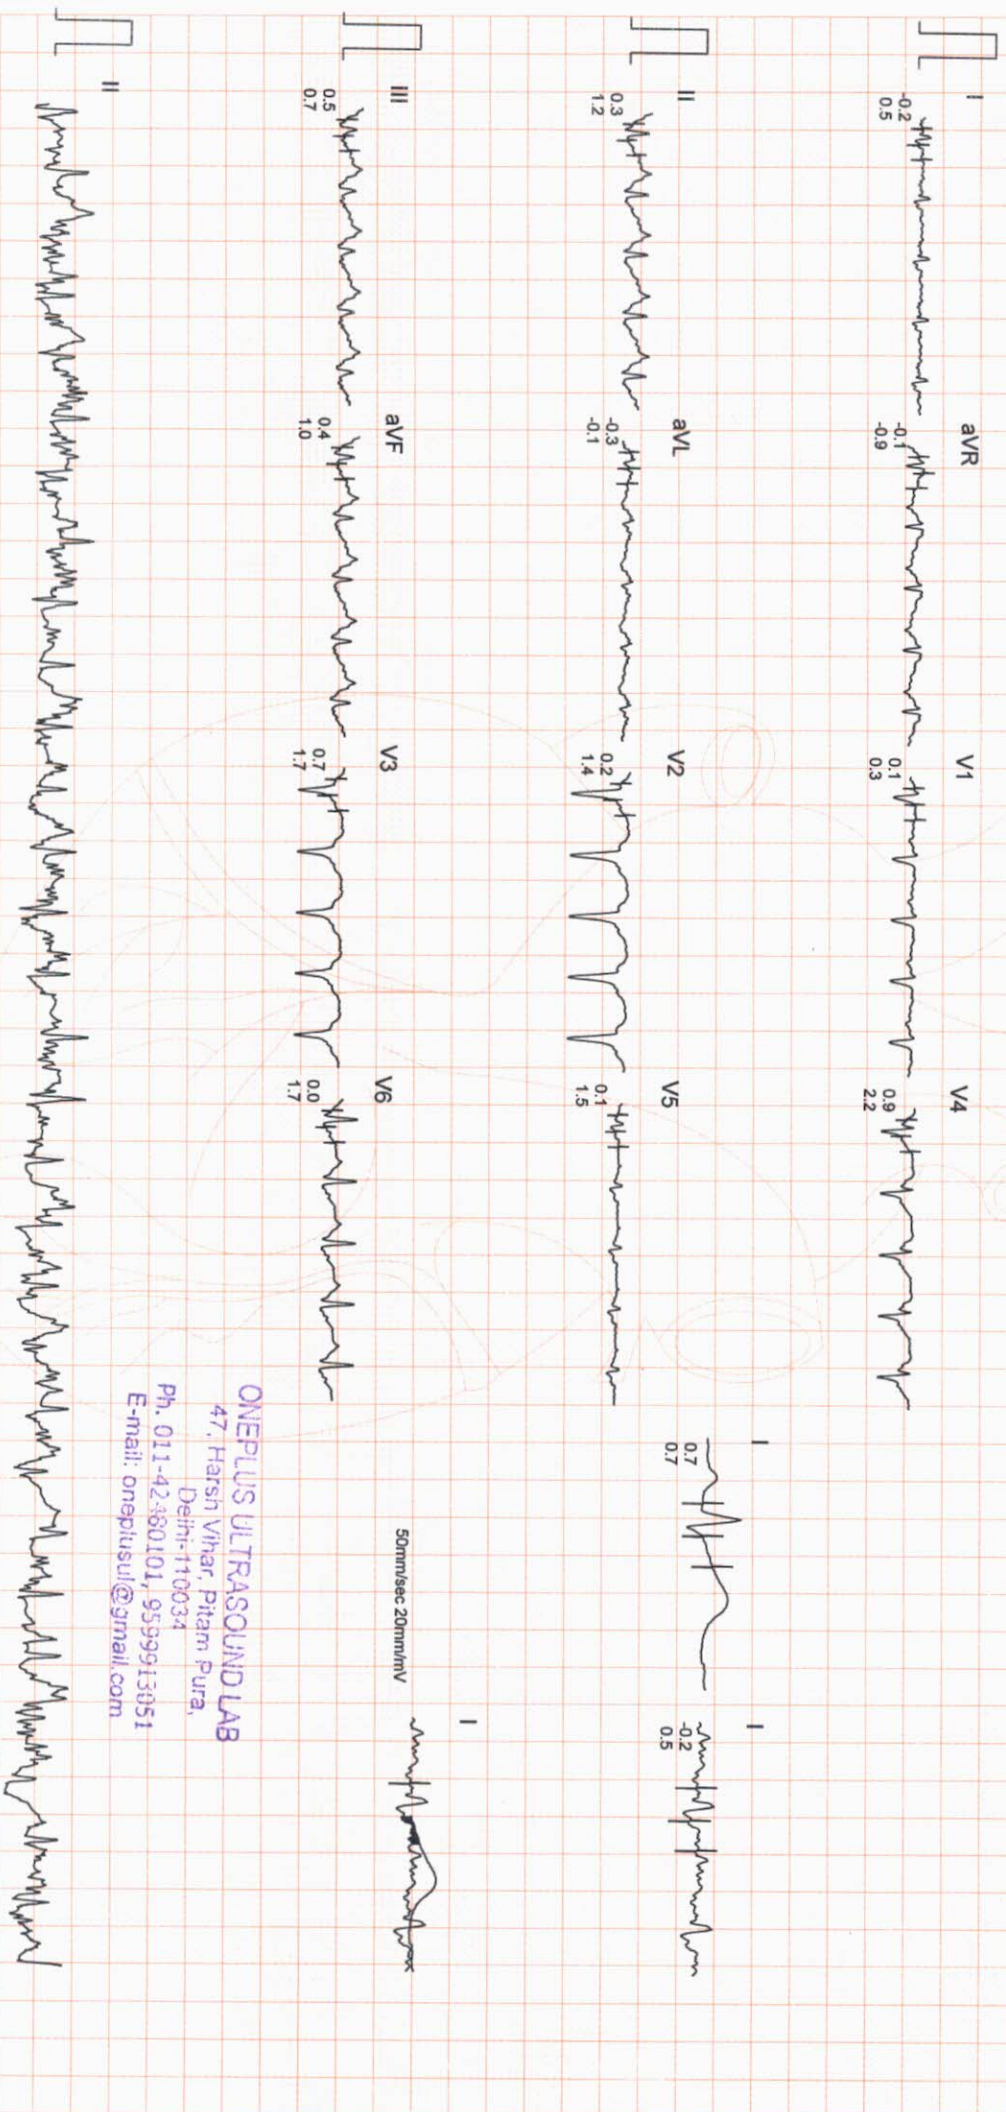 I
-0.2
0.5
aVR
-0.1
-0.9
V1
0.1
0.3
V4
0.9
2.2
II
0.3
1.2
aVL
-0.3
-0.1
V2
0.2
1.4
V5
0.1
1.5
I
0.7
0.7
I
-0.2
0.5
III
0.5
0.7
aVF
0.4
1.0
V3
0.7
1.7
V6
0.0
1.7
50mm/sec 20mm/mV
I
II
ONEPLUS ULTRASOUND LAB
47, Harsh Vihar, Pitam Pura,
Delhi-110034
Ph. 011-42480101, 9599913051
E-mail: oneplusul@gmail.com